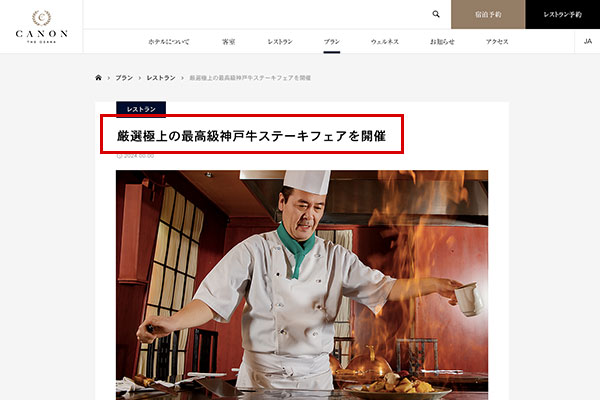 CANON
THE OZAKA
宿泊予約
レストラン予約
ホテルについて 客室 レストラン プラン ウェルネス お知らせ アクセス JA
プラン レストラン 厳選極上の最高級神戸牛ステーキフェアを開催
レストラン
厳選極上の最高級神戸牛ステーキフェアを開催
2024.00.00